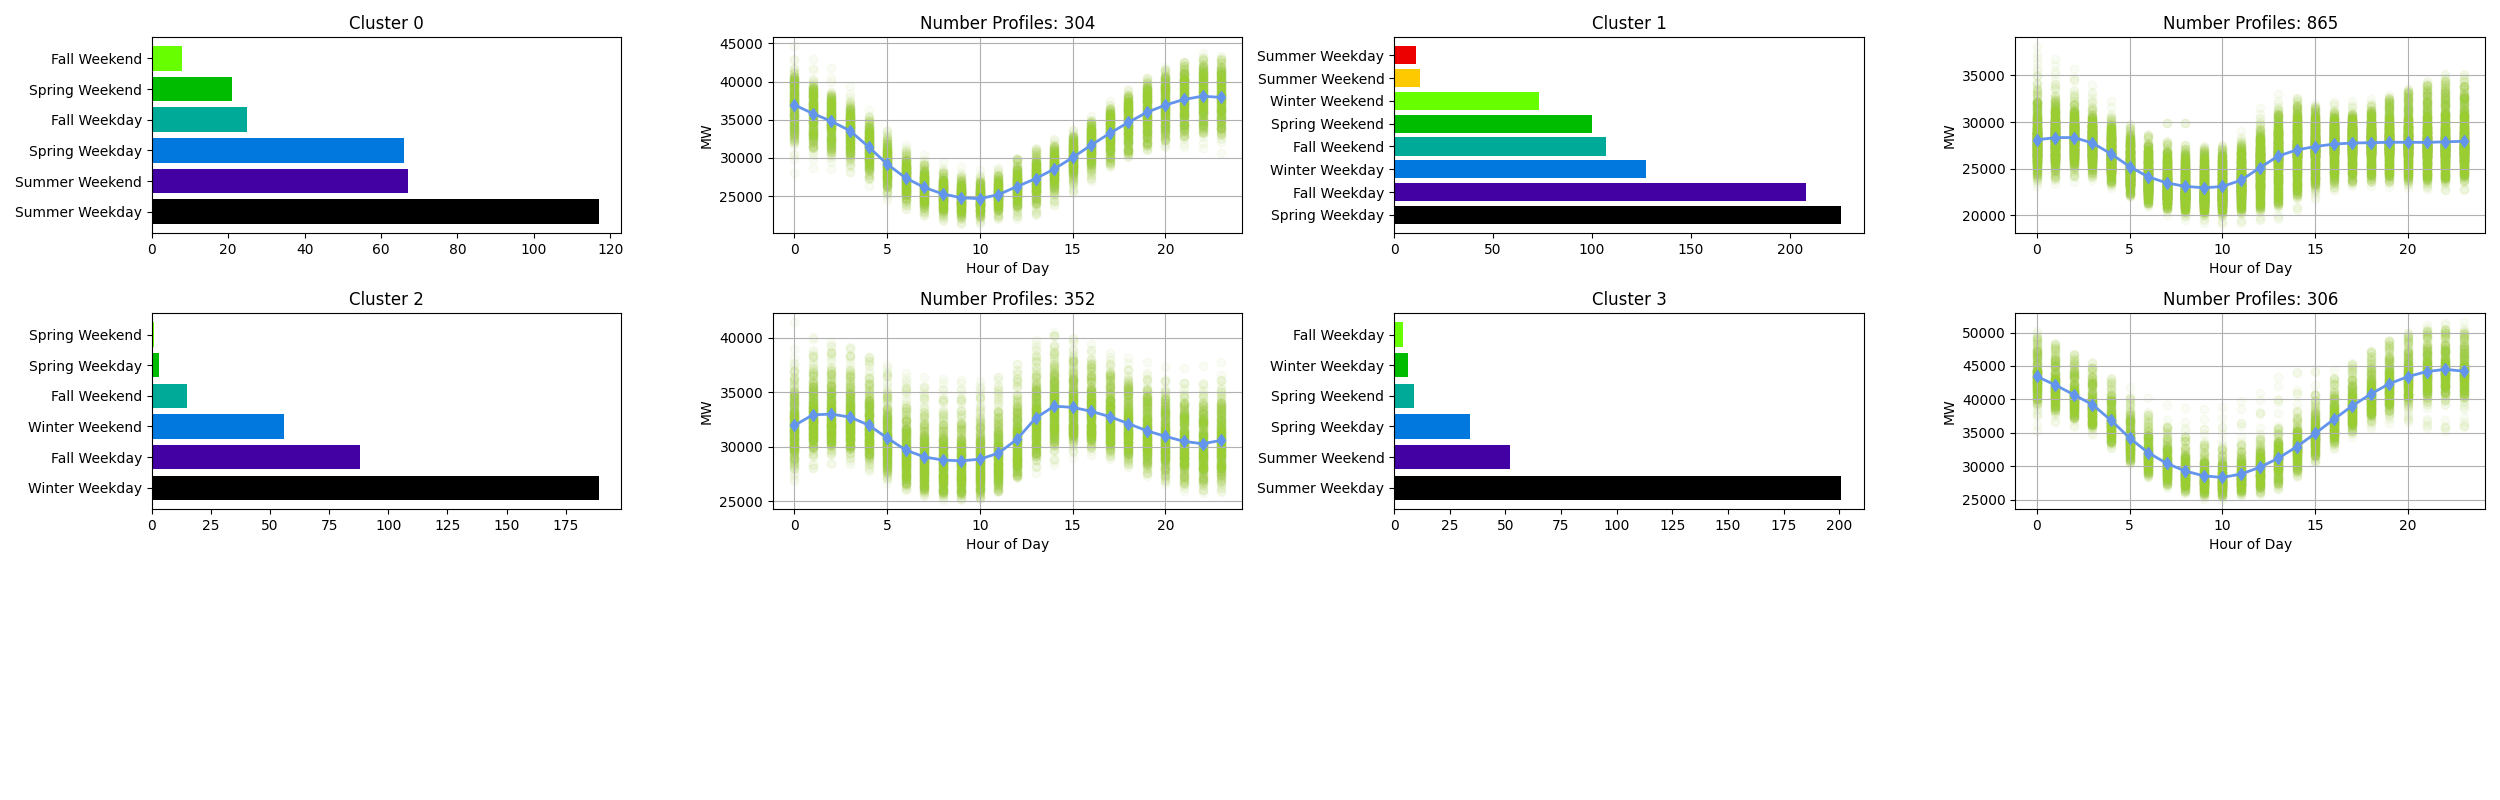 Cluster 0
Fall Weekend
Spring Weekend
Fall Weekday
Spring Weekday
Summer Weekend
Summer Weekday
0 20 40 60 80 100 120
Number Profiles: 304
MW
45000
40000
35000
30000
25000
0 5 10 15 20
Hour of Day
Cluster 1
Summer Weekday
Summer Weekend
Winter Weekend
Spring Weekend
Fall Weekend
Winter Weekday
Fall Weekday
Spring Weekday
0 50 100 150 200
Number Profiles: 865
MW
35000
30000
25000
20000
0 5 10 15 20
Hour of Day
Cluster 2
Spring Weekend
Spring Weekday
Fall Weekend
Winter Weekend
Fall Weekday
Winter Weekday
0 25 50 75 100 125 150 175
Number Profiles: 352
MW
40000
35000
30000
25000
0 5 10 15 20
Hour of Day
Cluster 3
Fall Weekday
Winter Weekday
Spring Weekend
Spring Weekday
Summer Weekend
Summer Weekday
0 25 50 75 100 125 150 175 200
Number Profiles: 306
MW
50000
45000
40000
35000
30000
25000
0 5 10 15 20
Hour of Day